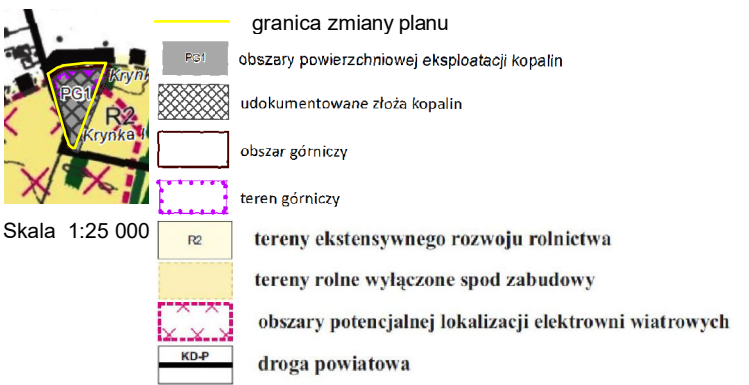 granica zmiany planu
Krynk
PG1
R2
Krynka I
Skala 1:25 000
PG1
obszary powierzchniowej eksploatacji kopalin
udokumentowane złoża kopalin
obszar górniczy
teren górniczy
R2
tereny ekstensywnego rozwoju rolnictwa
tereny rolne wyłączone spod zabudowy
obszary potencjalnej lokalizacji elektrowni wiatrowych
KD-P
droga powiatowa